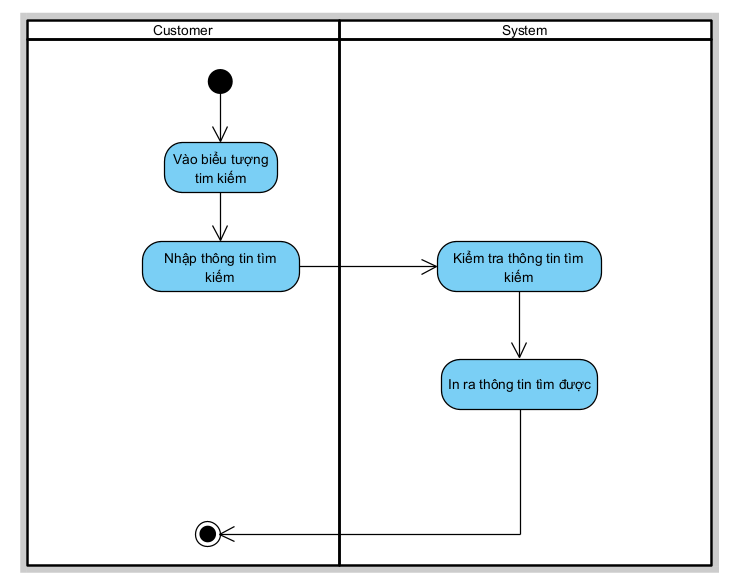 Customer
System
Vào biểu tượng
tim kiếm
Nhập thông tin tìm
kiếm
Kiểm tra thông tin tìm
kiếm
In ra thông tin tìm được